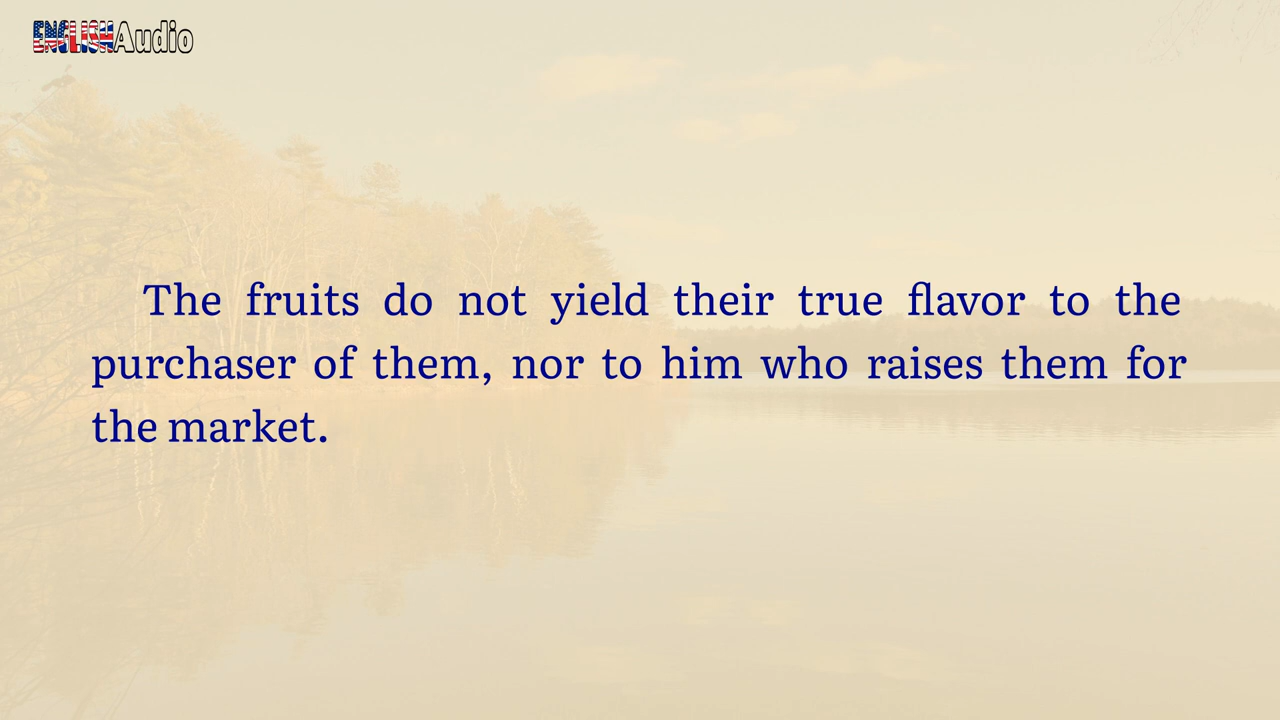 ENGLISHAudio
The fruits do not yield their true flavor to the
purchaser of them, nor to him who raises them for
the market.